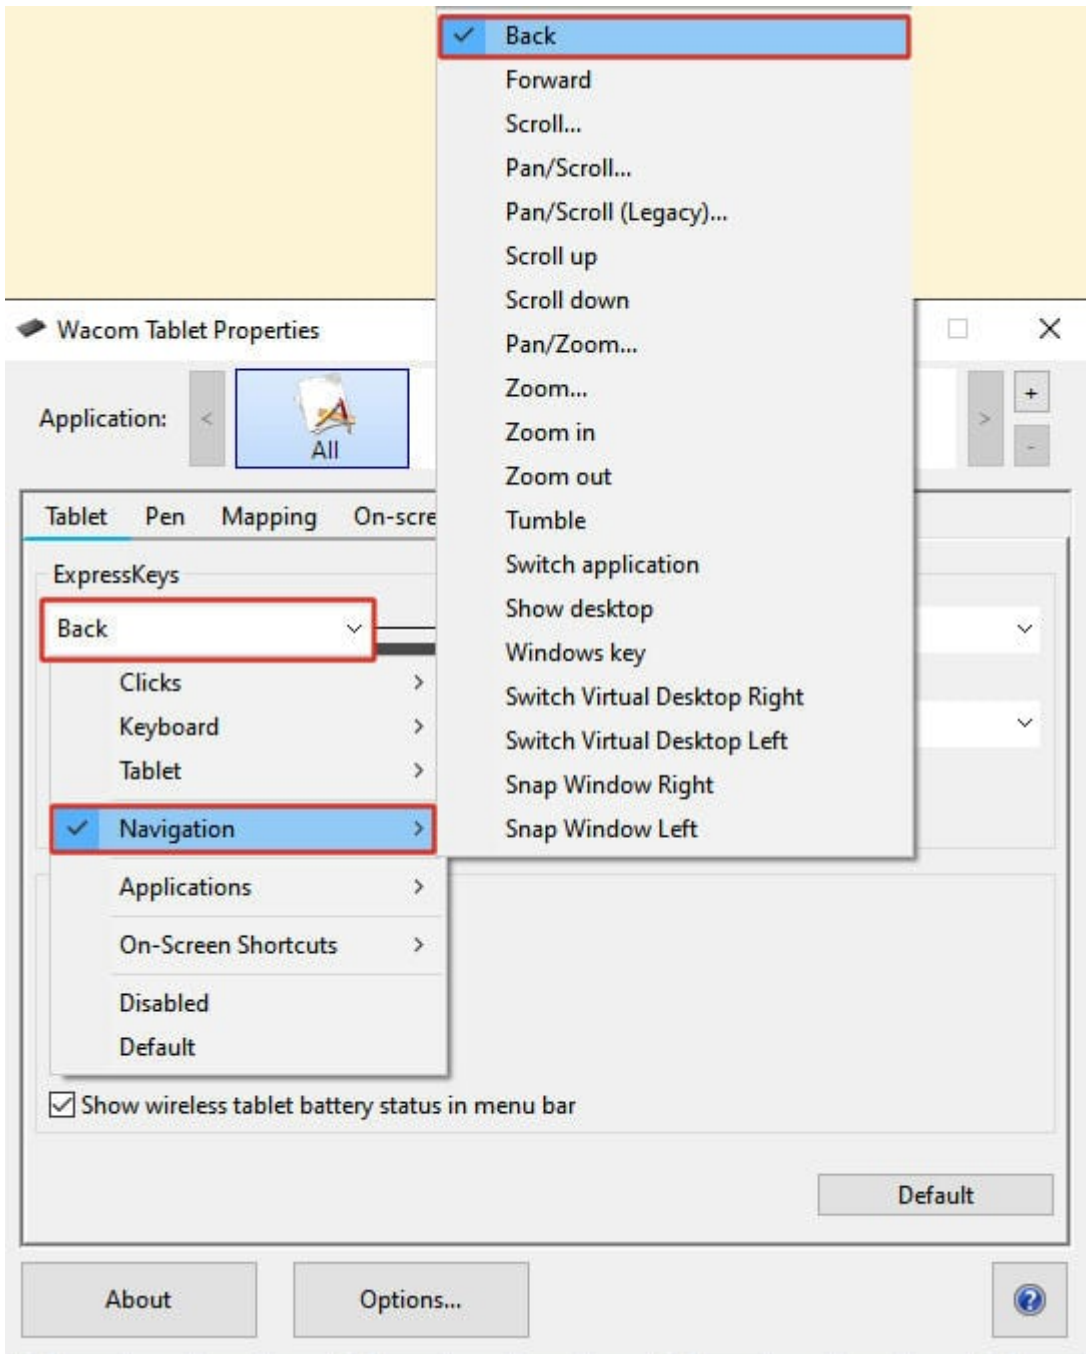 Back
Forward
Scroll...
Pan/Scroll...
Pan/Scroll (Legacy)...
Scroll up
Scroll down
Pan/Zoom...
Zoom...
Zoom in
Zoom out
Tumble
Switch application
Show desktop
Windows key
Switch Virtual Desktop Right
Switch Virtual Desktop Left
Snap Window Right
Snap Window Left
Wacom Tablet Properties
Application:
<
All
>
+
-
Tablet Pen Mapping On-scre
ExpressKeys
Back
Clicks >
Keyboard >
Tablet >
Navigation >
Applications >
On-Screen Shortcuts >
Disabled
Default
Show wireless tablet battery status in menu bar
Default
About Options... ?